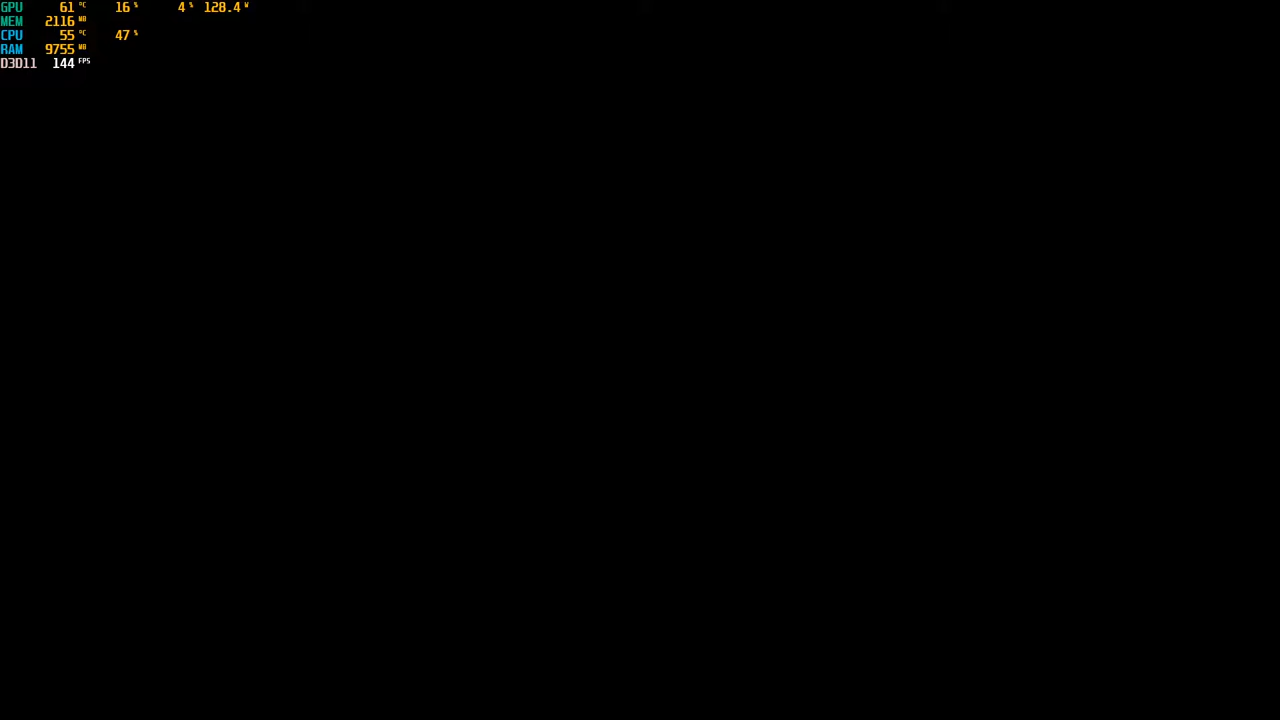 GPU 61 °C 16 % 4 % 128.4 W
MEM 2116 MB
CPU 55 °C 47 %
RAM 9755 MB
D3D11 144 FPS